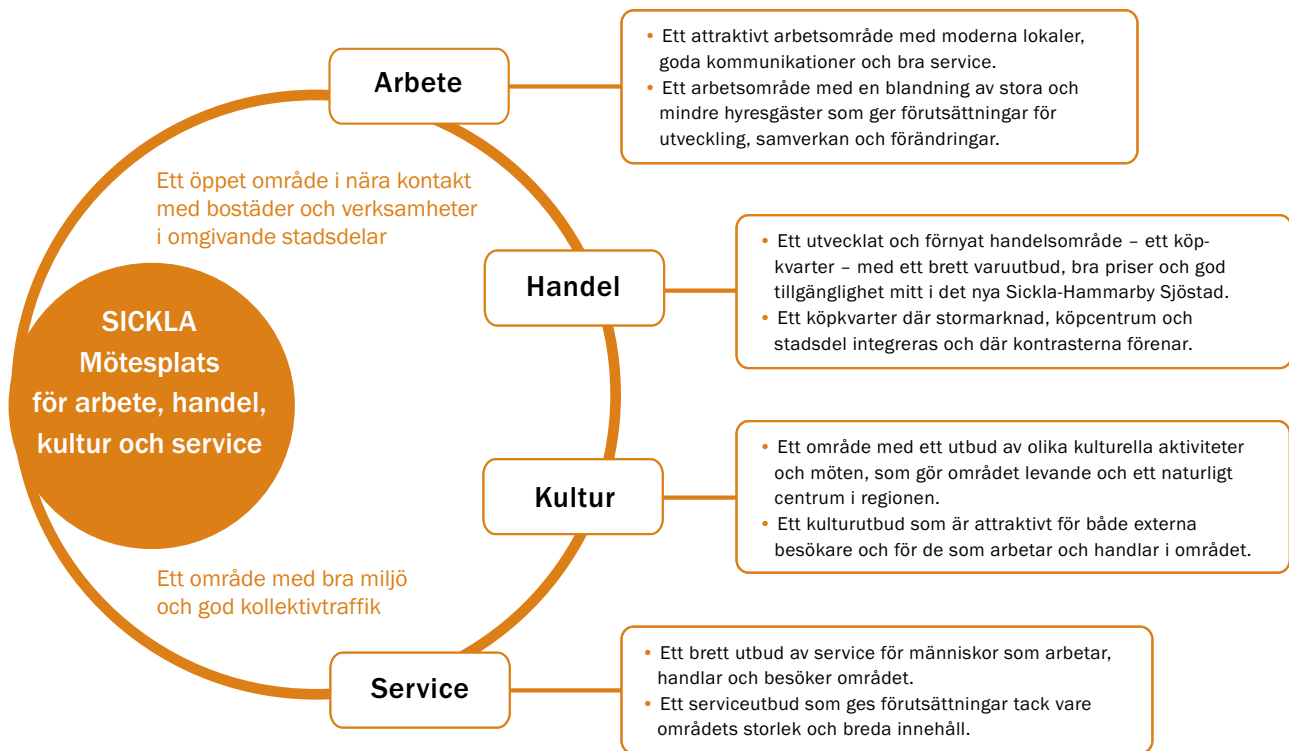 Arbete
• Ett attraktivt arbetsområde med moderna lokaler,
goda kommunikationer och bra service.
• Ett arbetsområde med en blandning av stora och
mindre hyresgäster som ger förutsättningar för
utveckling, samverkan och förändringar.
Ett öppet område i nära kontakt
med bostäder och verksamheter
i omgivande stadsdelar
Handel
• Ett utvecklat och förnyat handelsområde – ett köp-
kvarter – med ett brett varuutbud, bra priser och god
tillgänglighet mitt i det nya Sickla-Hammarby Sjöstad.
• Ett köpkvarter där stormarknad, köpcentrum och
stadsdel integreras och där kontrasterna förenar.
SICKLA
Mötesplats
för arbete, handel,
kultur och service
Kultur
• Ett område med ett utbud av olika kulturella aktiviteter
och möten, som gör området levande och ett naturligt
centrum i regionen.
• Ett kulturutbud som är attraktivt för både externa
besökare och för de som arbetar och handlar i området.
Ett område med bra miljö
och god kollektivtraffik
Service
• Ett brett utbud av service för människor som arbetar,
handlar och besöker området.
• Ett serviceutbud som ges förutsättningar tack vare
områdets storlek och breda innehåll.